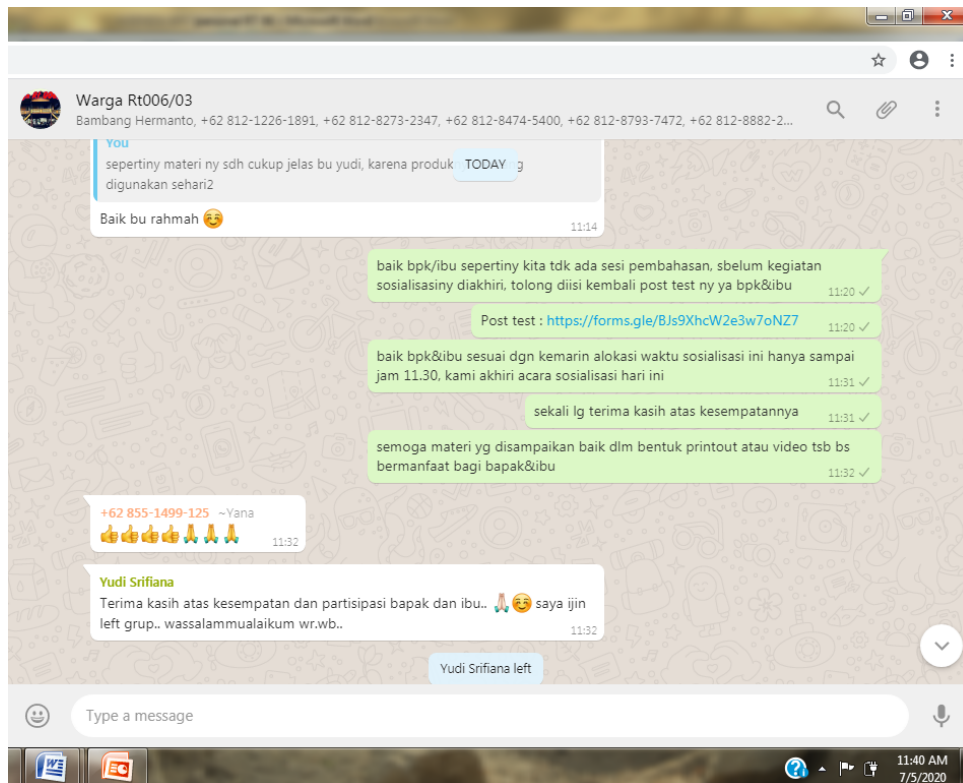 Warga Rt006/03
Bambang Hermanto, +62 812-1226-1891, +62 812-8273-2347, +62 812-8474-5400, +62 812-8793-7472, +62 812-8882-2...
You
sepertiny materi ny sdh cukup jelas bu yudi, karena produk
TODAY
g
digunakan sehari2
Baik bu rahmah ☺️
11:14
baik bpk/ibu sepertiny kita tdk ada sesi pembahasan, sbelum kegiatan
sosialisasiny diakhiri, tolong diisi kembali post test ny ya bpk&ibu
11:20
Post test : https://forms.gle/BJs9XhcW2e3w7oNZ7
11:20
baik bpk&ibu sesuai dgn kemarin alokasi waktu sosialisasi ini hanya sampai
jam 11.30, kami akhiri acara sosialisasi hari ini
11:31
sekali lg terima kasih atas kesempatannya
11:31
semoga materi yg disampaikan baik dlm bentuk printout atau video tsb bs
bermanfaat bagi bapak&ibu
11:32
+62 855-1499-125 ~Yana
👍👍👍👍🙏🙏🙏
11:32
Yudi Srifiana
Terima kasih atas kesempatan dan partisipasi bapak dan ibu.. 🙏🏻☺️ saya ijin
left grup.. wassalammualaikum wr.wb..
11:32
Yudi Srifiana left
Type a message
11:40 AM
7/5/2020